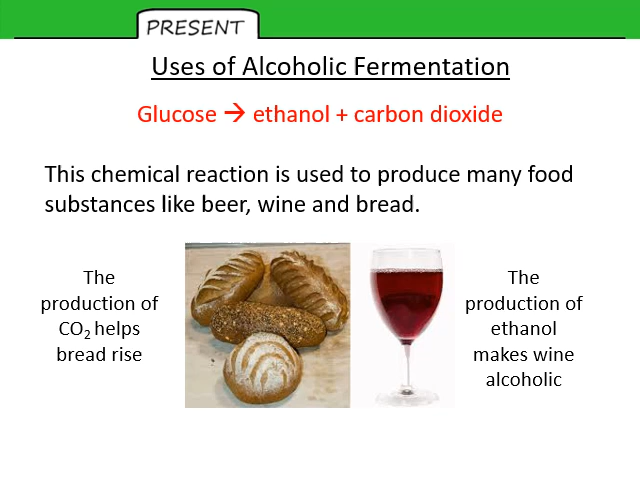 PRESENT
Uses of Alcoholic Fermentation
Glucose → ethanol + carbon dioxide
This chemical reaction is used to produce many food
substances like beer, wine and bread.
The
production of
CO₂ helps
bread rise
The
production of
ethanol
makes wine
alcoholic